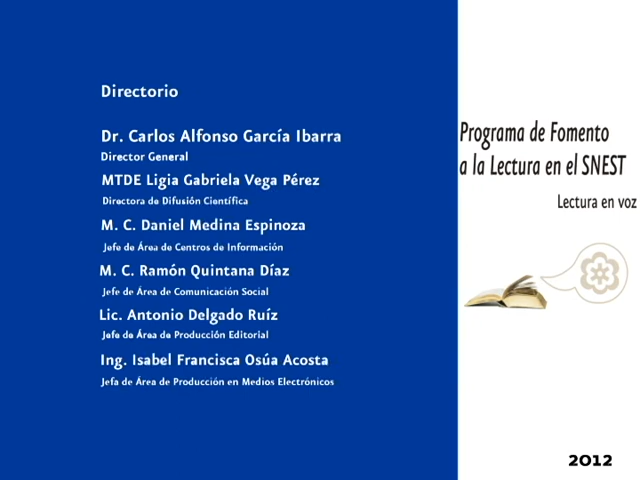 Directorio
Dr. Carlos Alfonso García Ibarra
Director General
MTDE Ligia Gabriela Vega Pérez
Directora de Difusión Científica
M. C. Daniel Medina Espinoza
Jefe de Área de Centros de Información
M. C. Ramón Quintana Díaz
Jefe de Área de Comunicación Social
Lic. Antonio Delgado Ruíz
Jefe de Área de Producción Editorial
Ing. Isabel Francisca Osúa Acosta
Jefa de Área de Producción en Medios Electrónicos
Programa de Fomento
a la Lectura en el SNEST
Lectura en voz
2012